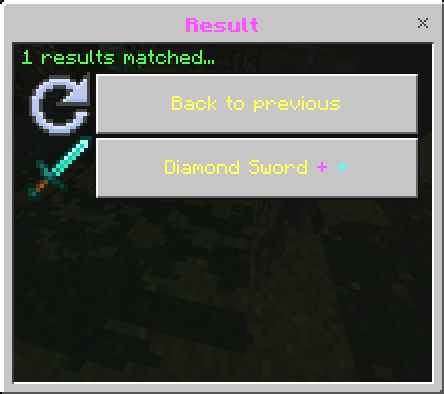 Result
1 results matched...
Back to previous
Diamond Sword + +